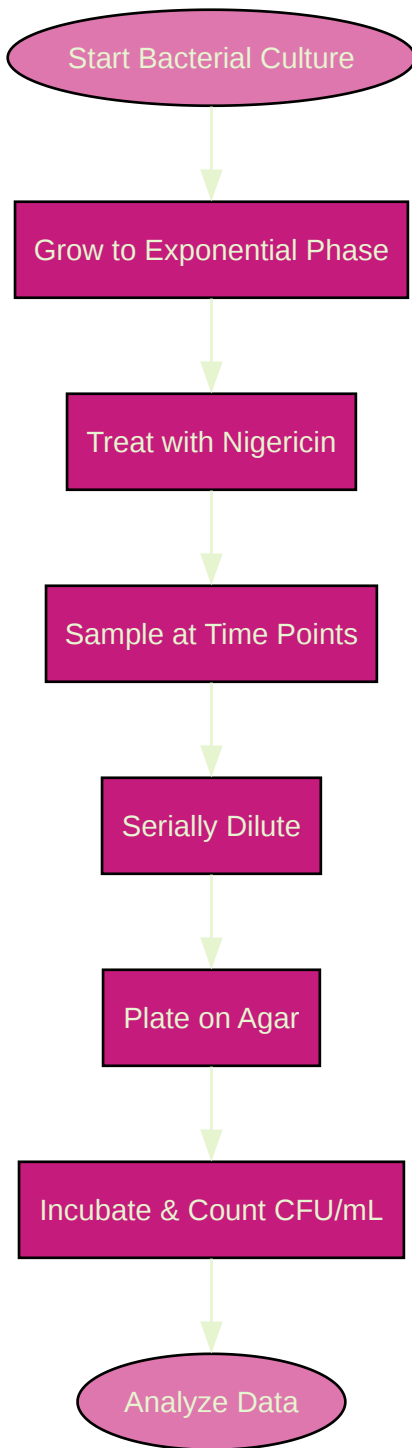 Start Bacterial Culture
Grow to Exponential Phase
Treat with Nigericin
Sample at Time Points
Serially Dilute
Plate on Agar
Incubate & Count CFU/mL
Analyze Data